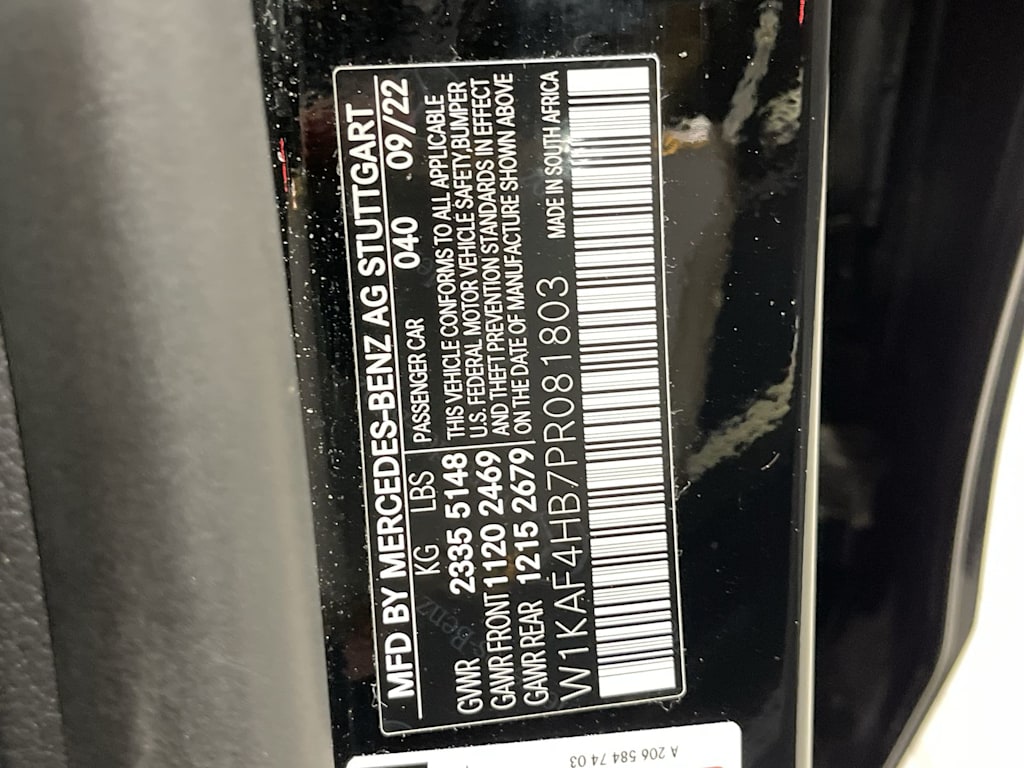 MFD BY MERCEDES-BENZ AG STUTTGART
KG LBS PASSENGER CAR 040 09/22
GVWR 2335 5148 THIS VEHICLE CONFORMS TO ALL APPLICABLE
U.S. FEDERAL MOTOR VEHICLE SAFETY,BUMPER
GAWR FRONT 1120 2469 AND THEFT PREVENTION STANDARDS IN EFFECT
GAWR REAR 1215 2679 ON THE DATE OF MANUFACTURE SHOWN ABOVE
W1KAF4HB7PR081803 MADE IN SOUTH AFRICA
A 206 584 74 03